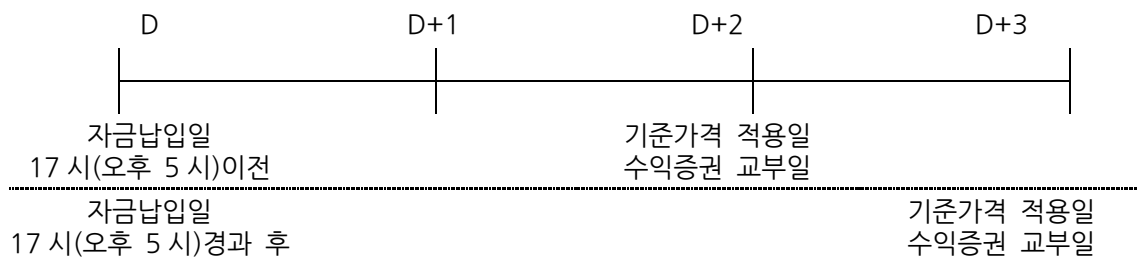 D D+1 D+2 D+3
자금납입일 기준가격 적용일
17 시(오후 5 시)이전 수익증권 교부일
자금납입일 기준가격 적용일
17 시(오후 5 시)경과 후 수익증권 교부일